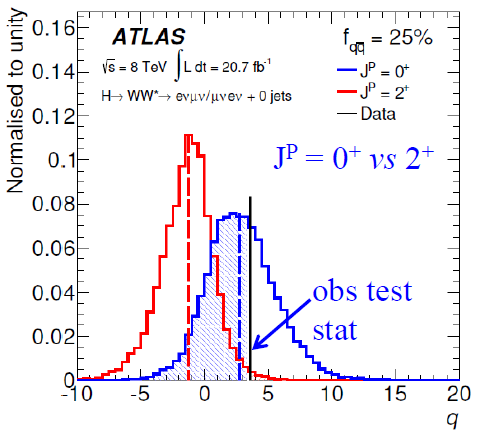 ATLAS
√s = 8 TeV ∫L dt = 20.7 fb⁻¹
H→ WW*→ eνμν/μνeν + 0 jets
f_qq̄ = 25%
J^P = 0⁺
J^P = 2⁺
Data
J^P = 0⁺ vs 2⁺
obs test
stat
Normalised to unity
0.16
0.14
0.12
0.1
0.08
0.06
0.04
0.02
0
-10 -5 0 5 10 15 20
q